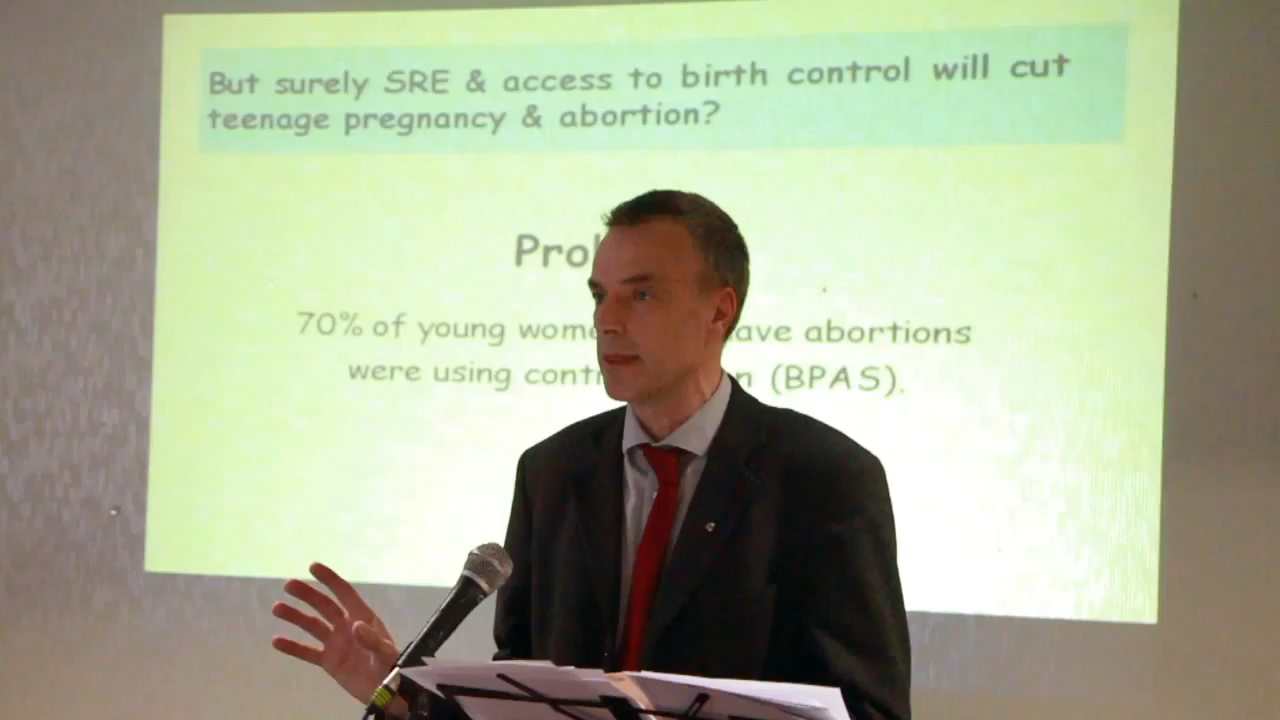 But surely SRE & access to birth control will cut
teenage pregnancy & abortion?
70% of young have abortions
were using (BPAS).